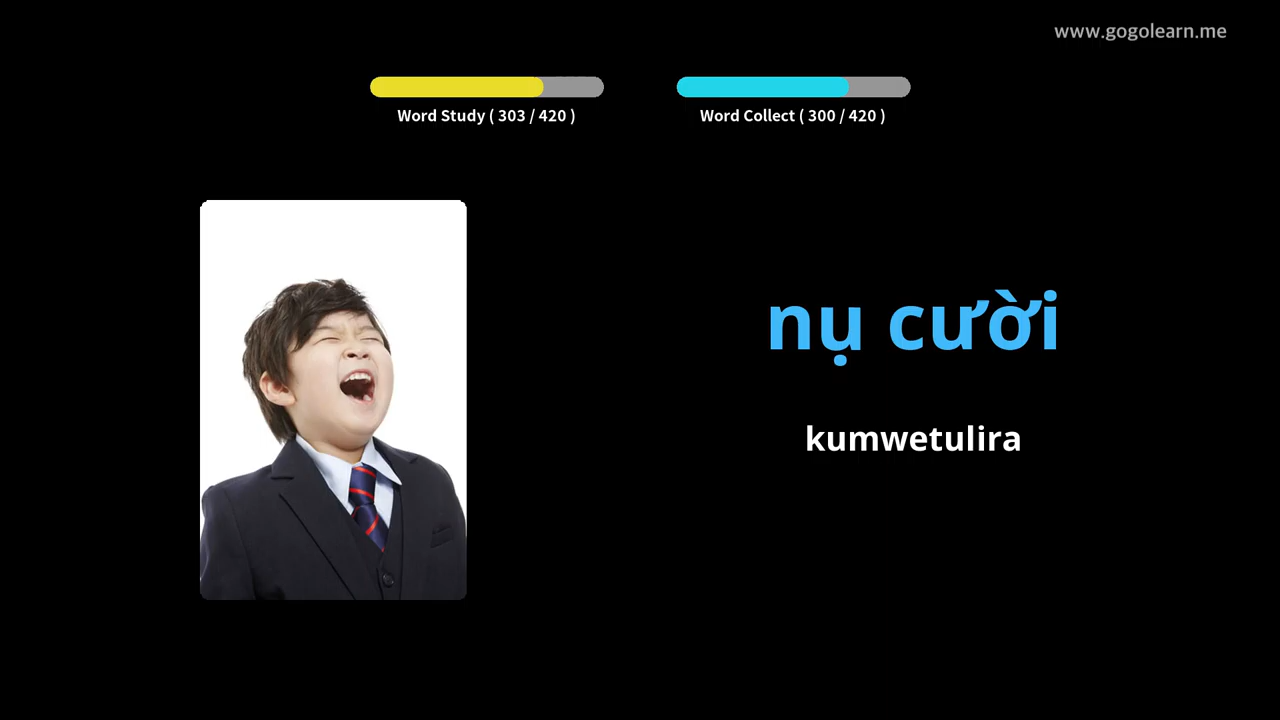 www.gogolearn.me
Word Study ( 303 / 420 )
Word Collect ( 300 / 420 )
nụ cười
kumwetulira